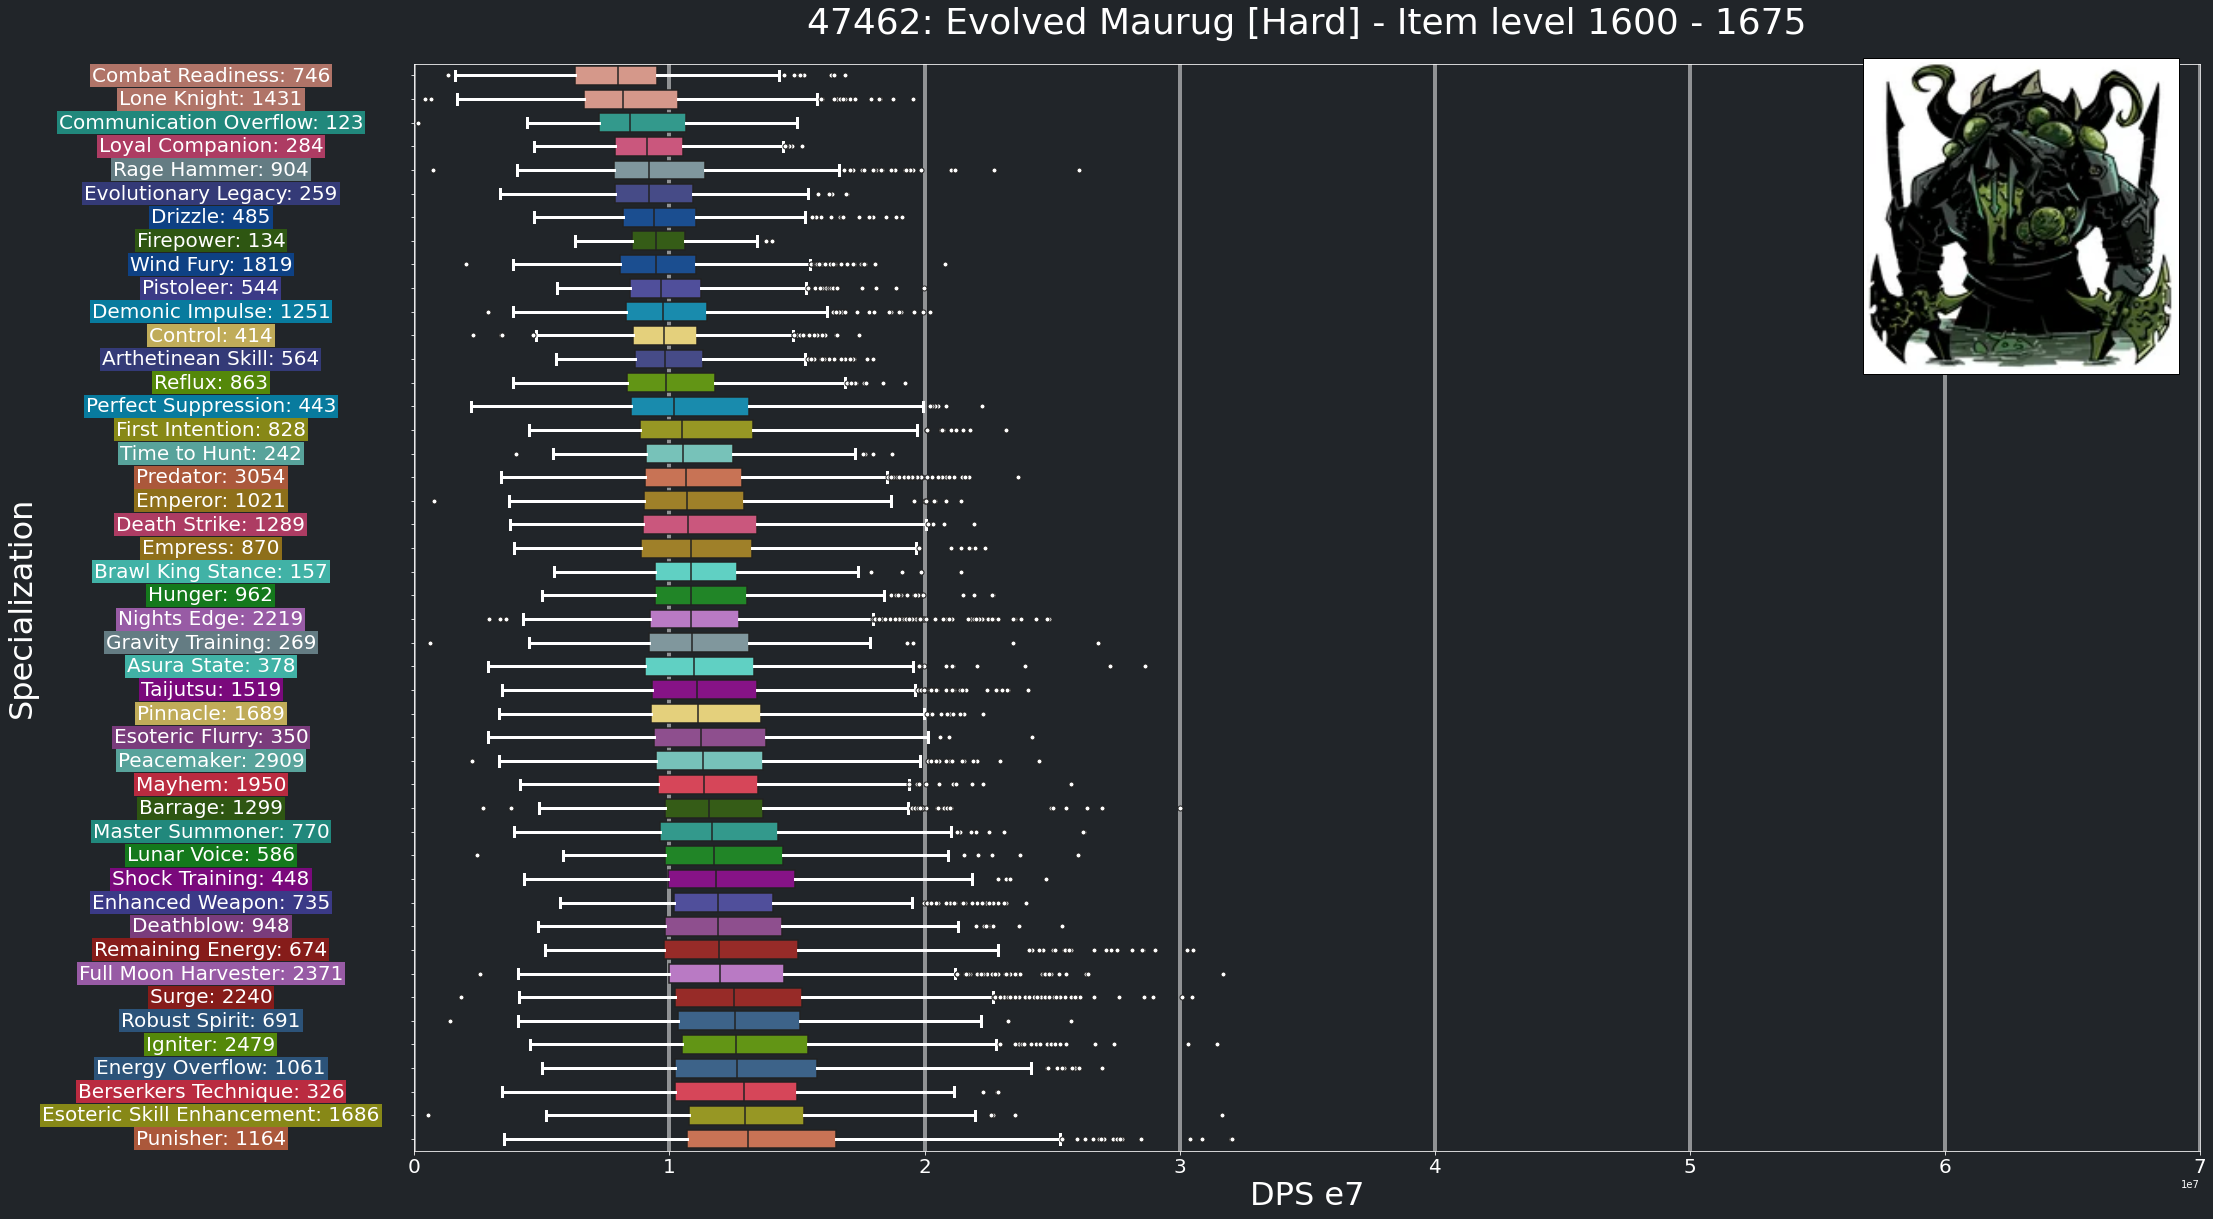 47462: Evolved Maurug [Hard] - Item level 1600 - 1675
Combat Readiness: 746
Lone Knight: 1431
Communication Overflow: 123
Loyal Companion: 284
Rage Hammer: 904
Evolutionary Legacy: 259
Drizzle: 485
Firepower: 134
Wind Fury: 1819
Pistoleer: 544
Demonic Impulse: 1251
Control: 414
Arthetinean Skill: 564
Reflux: 863
Perfect Suppression: 443
First Intention: 828
Time to Hunt: 242
Predator: 3054
Emperor: 1021
Death Strike: 1289
Empress: 870
Brawl King Stance: 157
Hunger: 962
Nights Edge: 2219
Gravity Training: 269
Asura State: 378
Taijutsu: 1519
Pinnacle: 1689
Esoteric Flurry: 350
Peacemaker: 2909
Mayhem: 1950
Barrage: 1299
Master Summoner: 770
Lunar Voice: 586
Shock Training: 448
Enhanced Weapon: 735
Deathblow: 948
Remaining Energy: 674
Full Moon Harvester: 2371
Surge: 2240
Robust Spirit: 691
Igniter: 2479
Energy Overflow: 1061
Berserkers Technique: 326
Esoteric Skill Enhancement: 1686
Punisher: 1164
Specialization
0 1 2 3 4 5 6 7
1e7
DPS e7